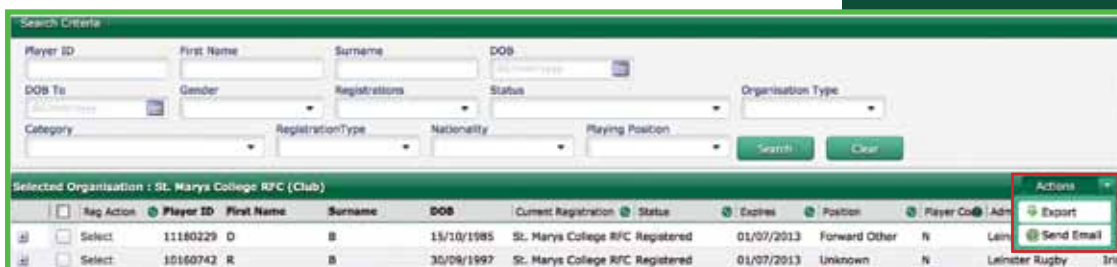 Search Criteria
Player ID First Name Surname DOB
DOB To Gender Registrations Status Organisation Type
Category RegistrationType Nationality Playing Position Search Clear
Selected Organisation : St. Marys College RFC (Club) Actions
Reg Action Player ID First Name Surname DOB Current Registration Status Expires Position Player Co Adm Export
Select 11160229 D B 15/10/1985 St. Marys College RFC Registered 01/07/2013 Forward Other N Lein Send Email
Select 10160742 R B 30/09/1997 St. Marys College RFC Registered 01/07/2013 Unknown N Leinster Rugby